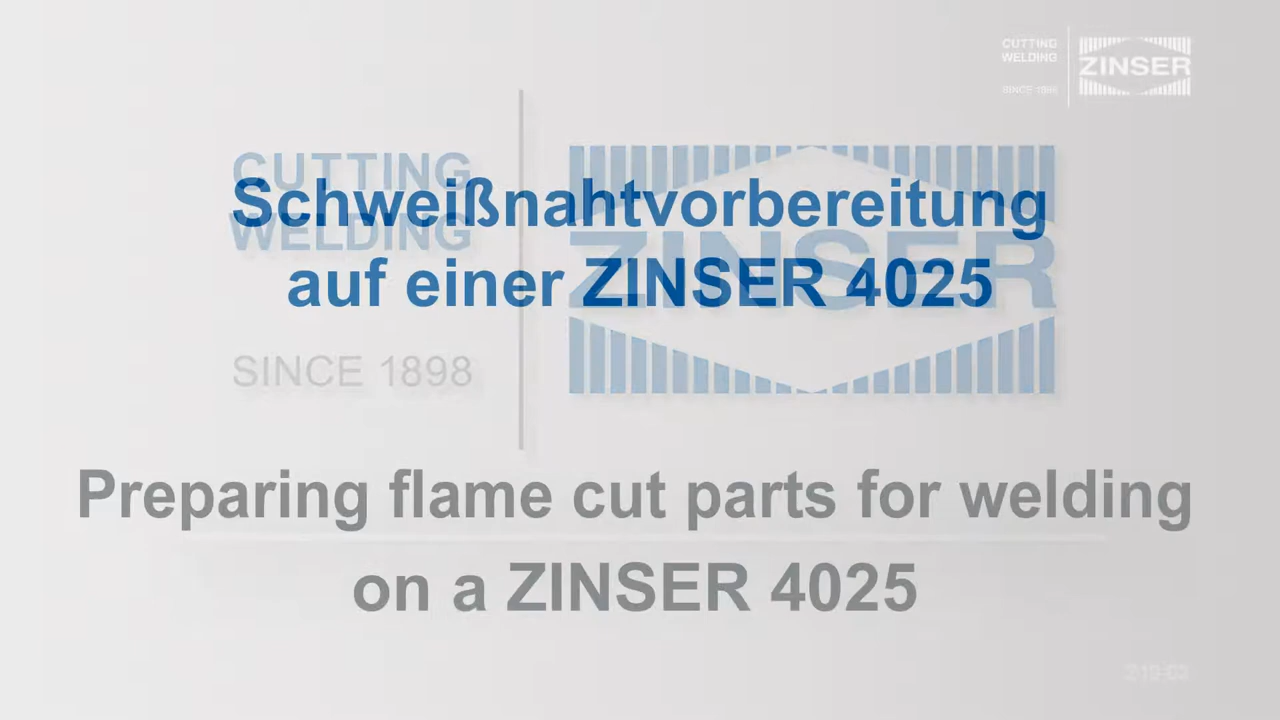 CUTTING
WELDING
SINCE 1898
ZINSER
CUTTING
WELDING
SINCE 1898
ZINSER
Schweißnahtvorbereitung
auf einer ZINSER 4025
Preparing flame cut parts for welding
on a ZINSER 4025